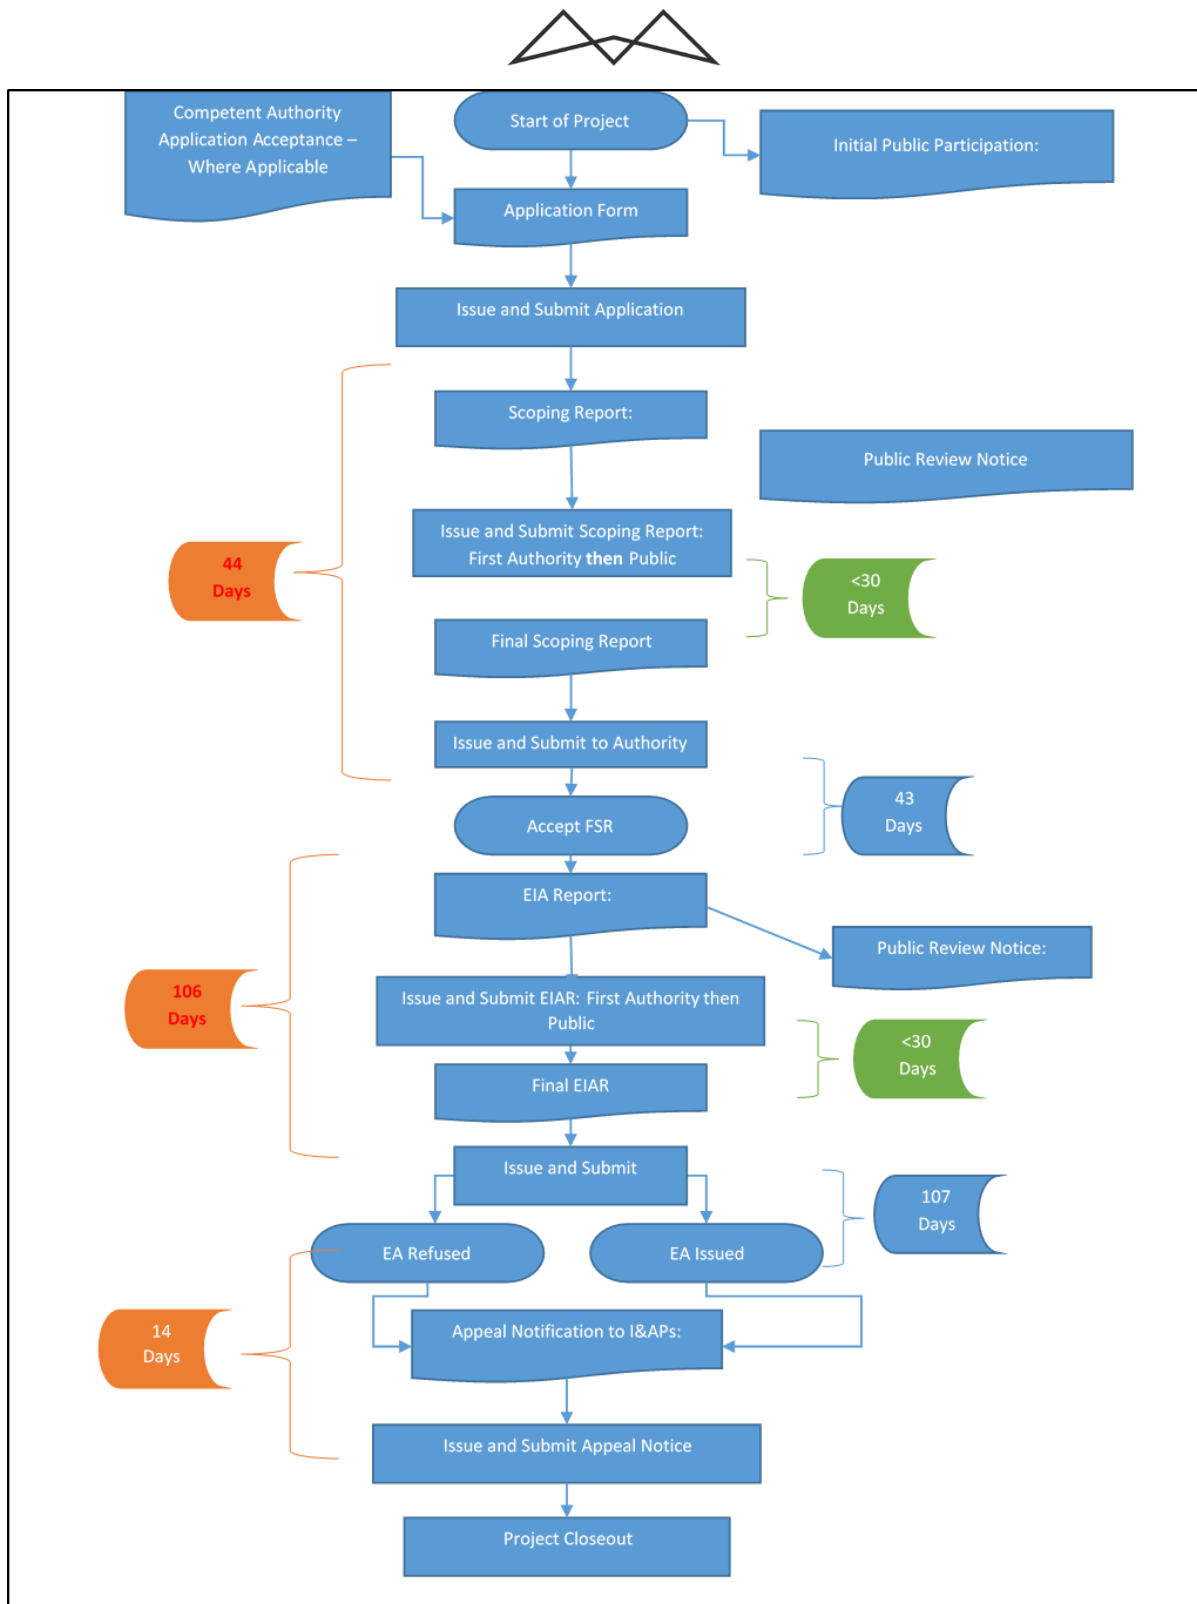 Competent Authority
Application Acceptance –
Where Applicable
Start of Project
Initial Public Participation:
Application Form
Issue and Submit Application
Scoping Report:
Public Review Notice
Issue and Submit Scoping Report:
First Authority then Public
44
Days
<30
Days
Final Scoping Report
Issue and Submit to Authority
43
Days
Accept FSR
EIA Report:
Public Review Notice:
106
Days
Issue and Submit EIAR: First Authority then
Public
<30
Days
Final EIAR
Issue and Submit
107
Days
EA Refused
EA Issued
14
Days
Appeal Notification to I&APs:
Issue and Submit Appeal Notice
Project Closeout